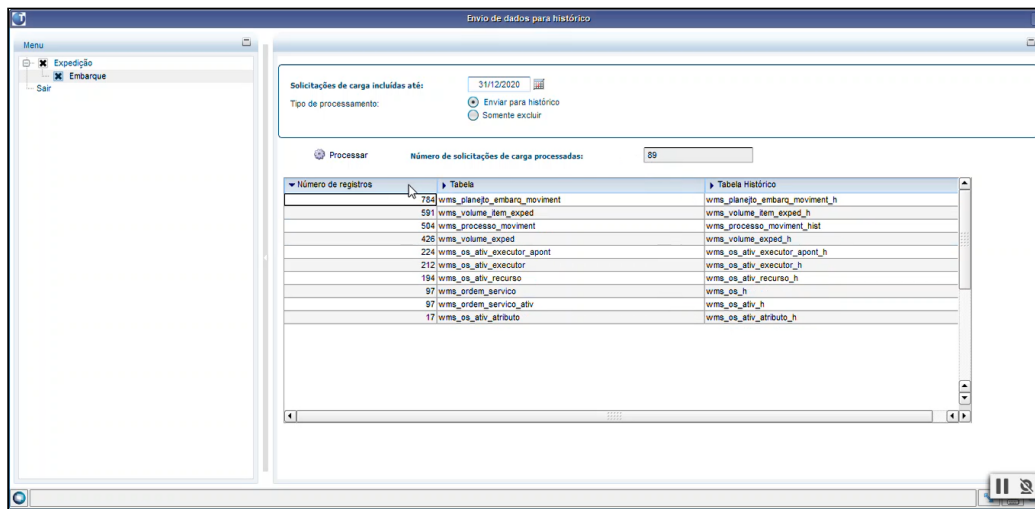 Envio de dados para histórico
Menu
Expedição
Embarque
Sair
Solicitações de carga incluídas até: 31/12/2020
Tipo de processamento: Enviar para histórico
Somente excluir
Processar Número de solicitações de carga processadas: 89
Número de registros Tabela Tabela Histórico
784 wms_planejto_embarq_moviment wms_planejto_embarq_moviment_h
591 wms_volume_item_exped wms_volume_item_exped_h
504 wms_processo_moviment wms_processo_moviment_hist
426 wms_volume_exped wms_volume_exped_h
224 wms_os_ativ_executor_apont wms_os_ativ_executor_apont_h
212 wms_os_ativ_executor wms_os_ativ_executor_h
194 wms_os_ativ_recurso wms_os_ativ_recurso_h
97 wms_ordem_servico wms_os_h
97 wms_ordem_servico_ativ wms_ativ_h
17 wms_os_ativ_atributo wms_os_ativ_atributo_h